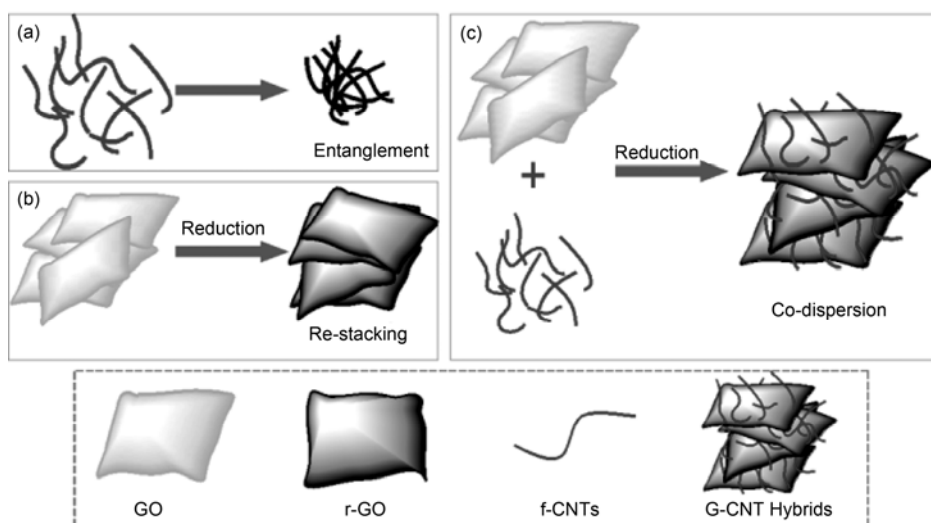 (a)
Entanglement
(b)
Reduction
Re-stacking
(c)
+
Reduction
Co-dispersion
GO
r-GO
f-CNTs
G-CNT Hybrids